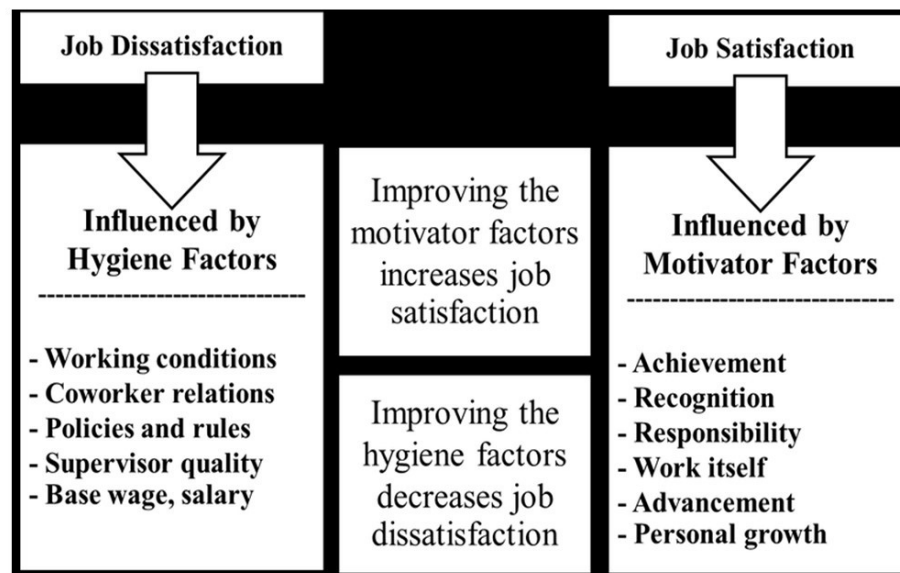 Job Dissatisfaction
Influenced by
Hygiene Factors
------------------------------
- Working conditions
- Coworker relations
- Policies and rules
- Supervisor quality
- Base wage, salary
Improving the
motivator factors
increases job
satisfaction
Improving the
hygiene factors
decreases job
dissatisfaction
Job Satisfaction
Influenced by
Motivator Factors
------------------------------
- Achievement
- Recognition
- Responsibility
- Work itself
- Advancement
- Personal growth